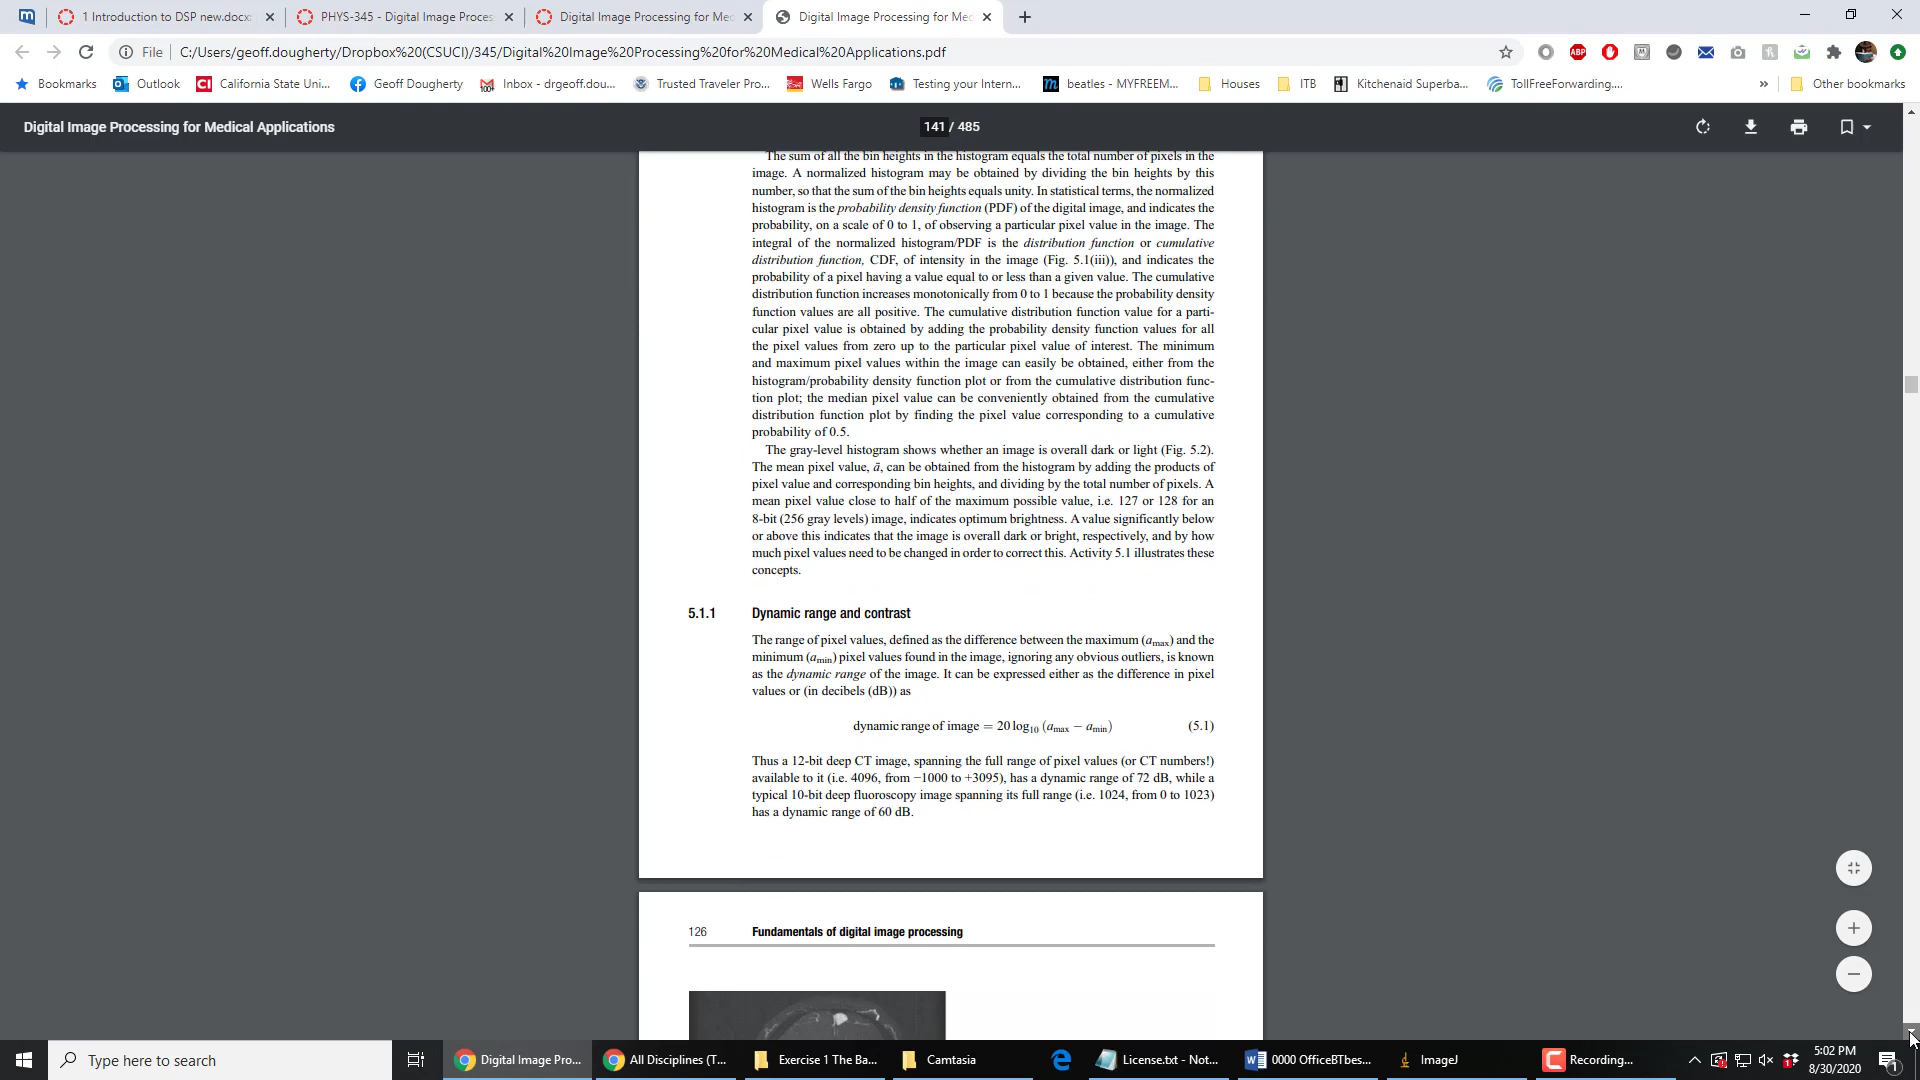 1 Introduction to DSP new.docx
PHYS-345 - Digital Image Proces
Digital Image Processing for Med
Digital Image Processing for Med
File
C:/Users/geoff.dougherty/Dropbox%20(CSUCI)/345/Digital%20Image%20Processing%20for%20Medical%20Applications.pdf
ABP
Bookmarks
Outlook
California State Uni...
Geoff Dougherty
Inbox - drgeoff.dou...
Trusted Traveler Pro...
Wells Fargo
Testing your Intern...
beatles - MYFREEM...
Houses
ITB
Kitchenaid Superba...
TollFreeForwarding....
»
Other bookmarks
Digital Image Processing for Medical Applications
141 / 485
The sum of all the bin heights in the histogram equals the total number of pixels in the
image. A normalized histogram may be obtained by dividing the bin heights by this
number, so that the sum of the bin heights equals unity. In statistical terms, the normalized
histogram is the probability density function (PDF) of the digital image, and indicates the
probability, on a scale of 0 to 1, of observing a particular pixel value in the image. The
integral of the normalized histogram/PDF is the distribution function or cumulative
distribution function, CDF, of intensity in the image (Fig. 5.1(iii)), and indicates the
probability of a pixel having a value equal to or less than a given value. The cumulative
distribution function increases monotonically from 0 to 1 because the probability density
function values are all positive. The cumulative distribution function value for a parti-
cular pixel value is obtained by adding the probability density function values for all
the pixel values from zero up to the particular pixel value of interest. The minimum
and maximum pixel values within the image can easily be obtained, either from the
histogram/probability density function plot or from the cumulative distribution func-
tion plot; the median pixel value can be conveniently obtained from the cumulative
distribution function plot by finding the pixel value corresponding to a cumulative
probability of 0.5.
The gray-level histogram shows whether an image is overall dark or light (Fig. 5.2).
The mean pixel value, ā, can be obtained from the histogram by adding the products of
pixel value and corresponding bin heights, and dividing by the total number of pixels. A
mean pixel value close to half of the maximum possible value, i.e. 127 or 128 for an
8-bit (256 gray levels) image, indicates optimum brightness. A value significantly below
or above this indicates that the image is overall dark or bright, respectively, and by how
much pixel values need to be changed in order to correct this. Activity 5.1 illustrates these
concepts.
5.1.1 Dynamic range and contrast
The range of pixel values, defined as the difference between the maximum (amax) and the
minimum (amin) pixel values found in the image, ignoring any obvious outliers, is known
as the dynamic range of the image. It can be expressed either as the difference in pixel
values or (in decibels (dB)) as
dynamic range of image = 20 log10 (amax − amin) (5.1)
Thus a 12-bit deep CT image, spanning the full range of pixel values (or CT numbers!)
available to it (i.e. 4096, from −1000 to +3095), has a dynamic range of 72 dB, while a
typical 10-bit deep fluoroscopy image spanning its full range (i.e. 1024, from 0 to 1023)
has a dynamic range of 60 dB.
126 Fundamentals of digital image processing
Type here to search
Digital Image Pro...
All Disciplines (T...
Exercise 1 The Ba...
Camtasia
License.txt - Not...
0000 OfficeBTbes...
ImageJ
Recording...
5:02 PM
8/30/2020
1